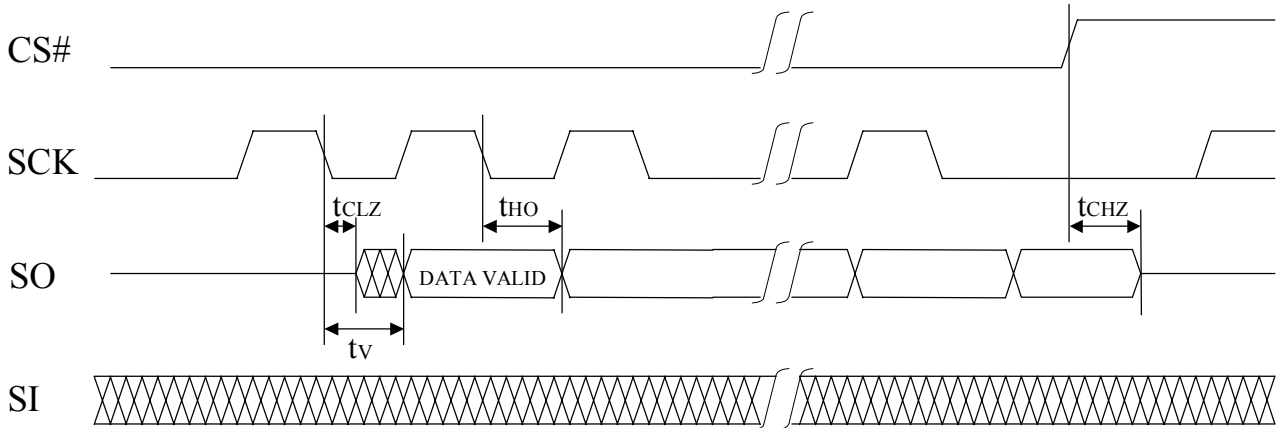 CS#
SCK
tCLZ
tHO
tCHZ
SO
DATA VALID
tV
SI